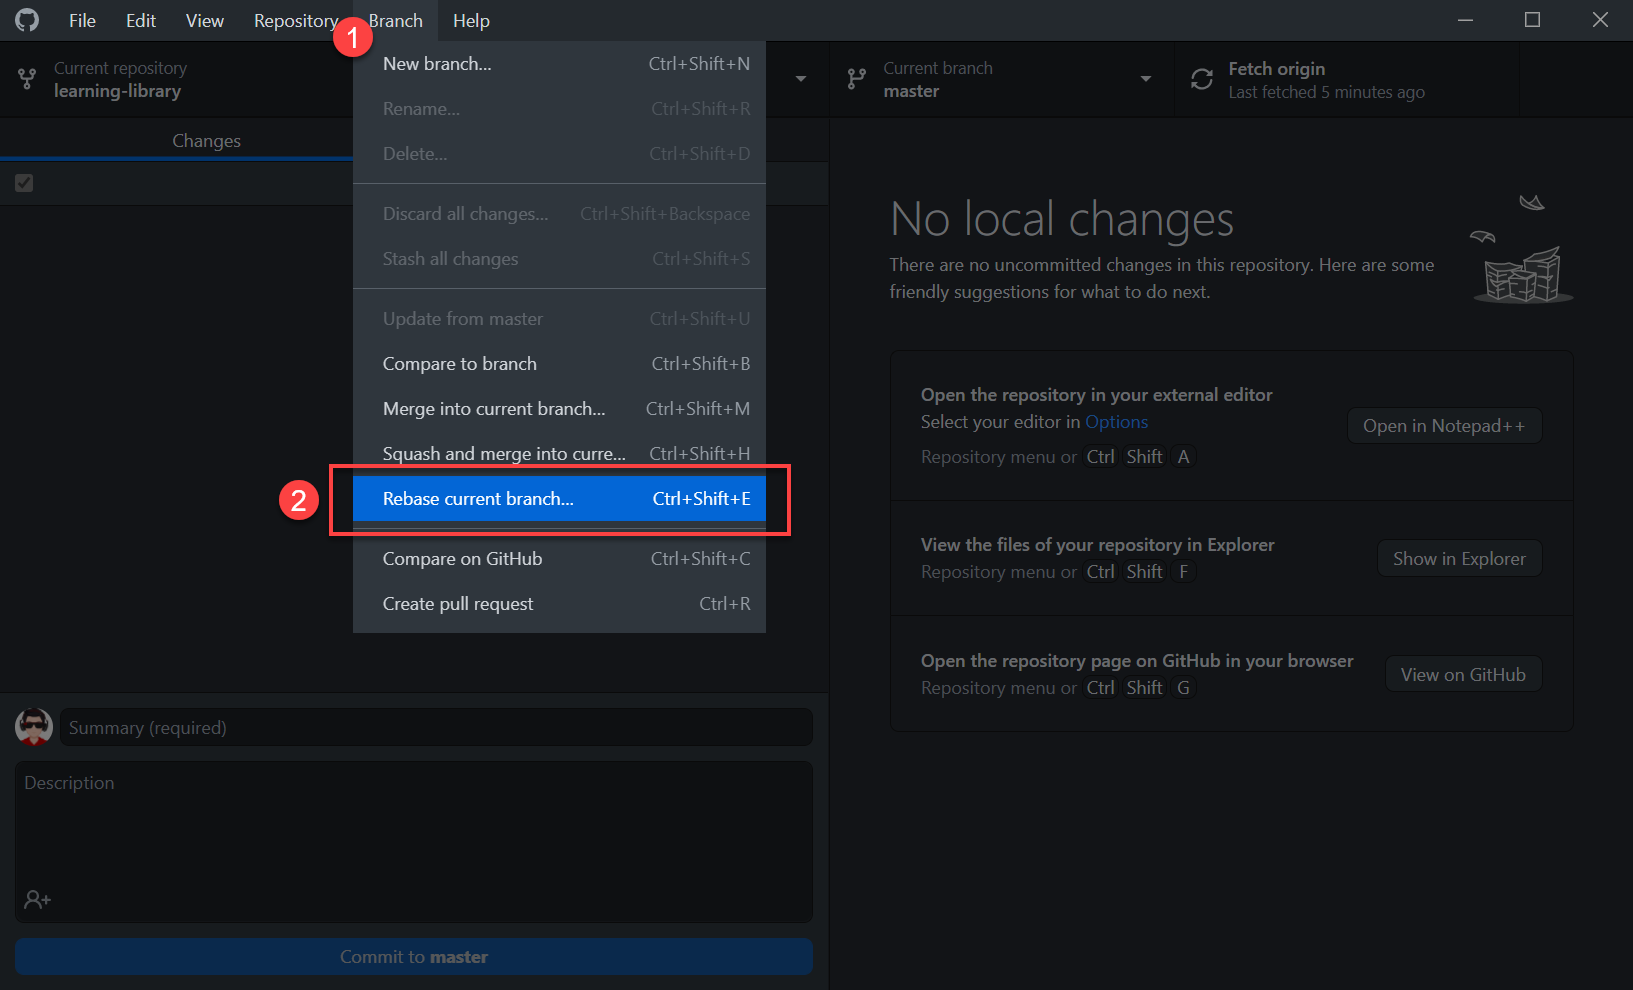 File Edit View Repository Branch Help
1
Current repository
learning-library
Current branch
master
Fetch origin
Last fetched 5 minutes ago
Changes
New branch... Ctrl+Shift+N
Rename... Ctrl+Shift+R
Delete... Ctrl+Shift+D
Discard all changes... Ctrl+Shift+Backspace
Stash all changes Ctrl+Shift+S
Update from master Ctrl+Shift+U
Compare to branch Ctrl+Shift+B
Merge into current branch... Ctrl+Shift+M
Squash and merge into curre... Ctrl+Shift+H
2
Rebase current branch... Ctrl+Shift+E
Compare on GitHub Ctrl+Shift+C
Create pull request Ctrl+R
No local changes
There are no uncommitted changes in this repository. Here are some
friendly suggestions for what to do next.
Open the repository in your external editor
Select your editor in Options
Repository menu or Ctrl Shift A
Open in Notepad++
View the files of your repository in Explorer
Repository menu or Ctrl Shift F
Show in Explorer
Open the repository page on GitHub in your browser
Repository menu or Ctrl Shift G
View on GitHub
Summary (required)
Description
Commit to master